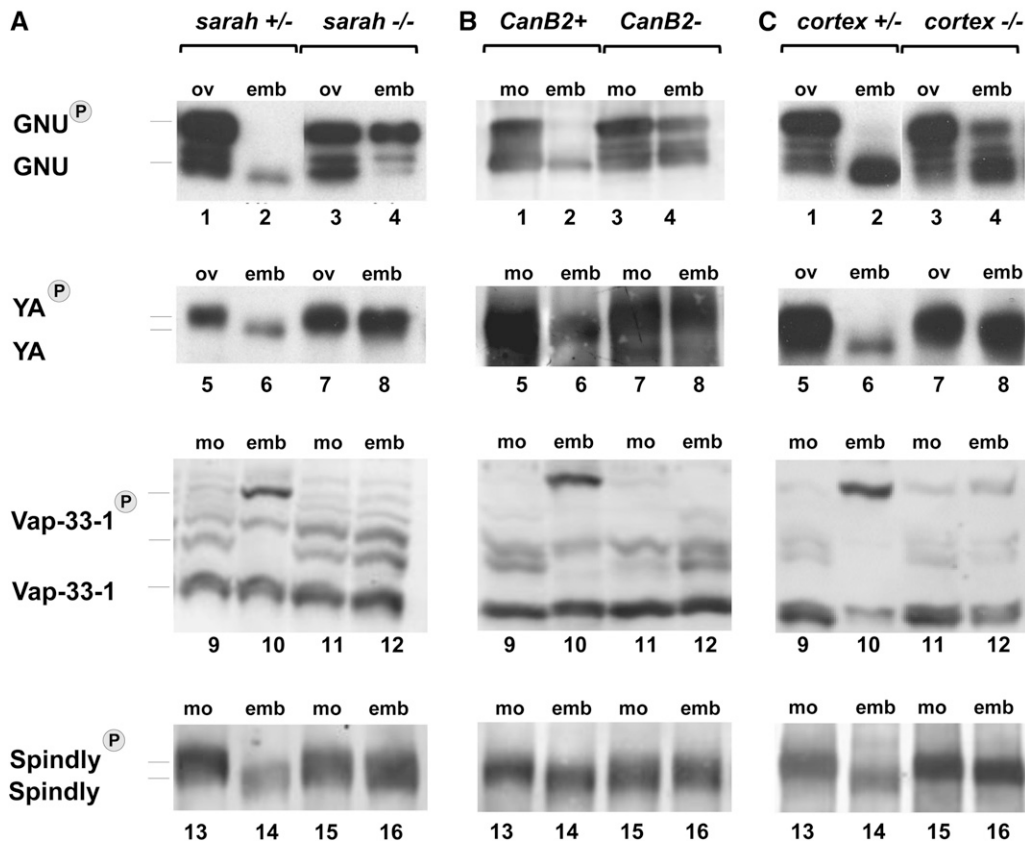 A sarah +/- sarah -/- B CanB2+ CanB2- C cortex +/- cortex -/-
ov emb ov emb mo emb mo emb ov emb ov emb
GNU P
GNU
1 2 3 4 1 2 3 4 1 2 3 4
ov emb ov emb mo emb mo emb ov emb ov emb
YA P
YA
5 6 7 8 5 6 7 8 5 6 7 8
mo emb mo emb mo emb mo emb mo emb mo emb
Vap-33-1 P
Vap-33-1
9 10 11 12 9 10 11 12 9 10 11 12
mo emb mo emb mo emb mo emb mo emb mo emb
Spindly P
Spindly
13 14 15 16 13 14 15 16 13 14 15 16